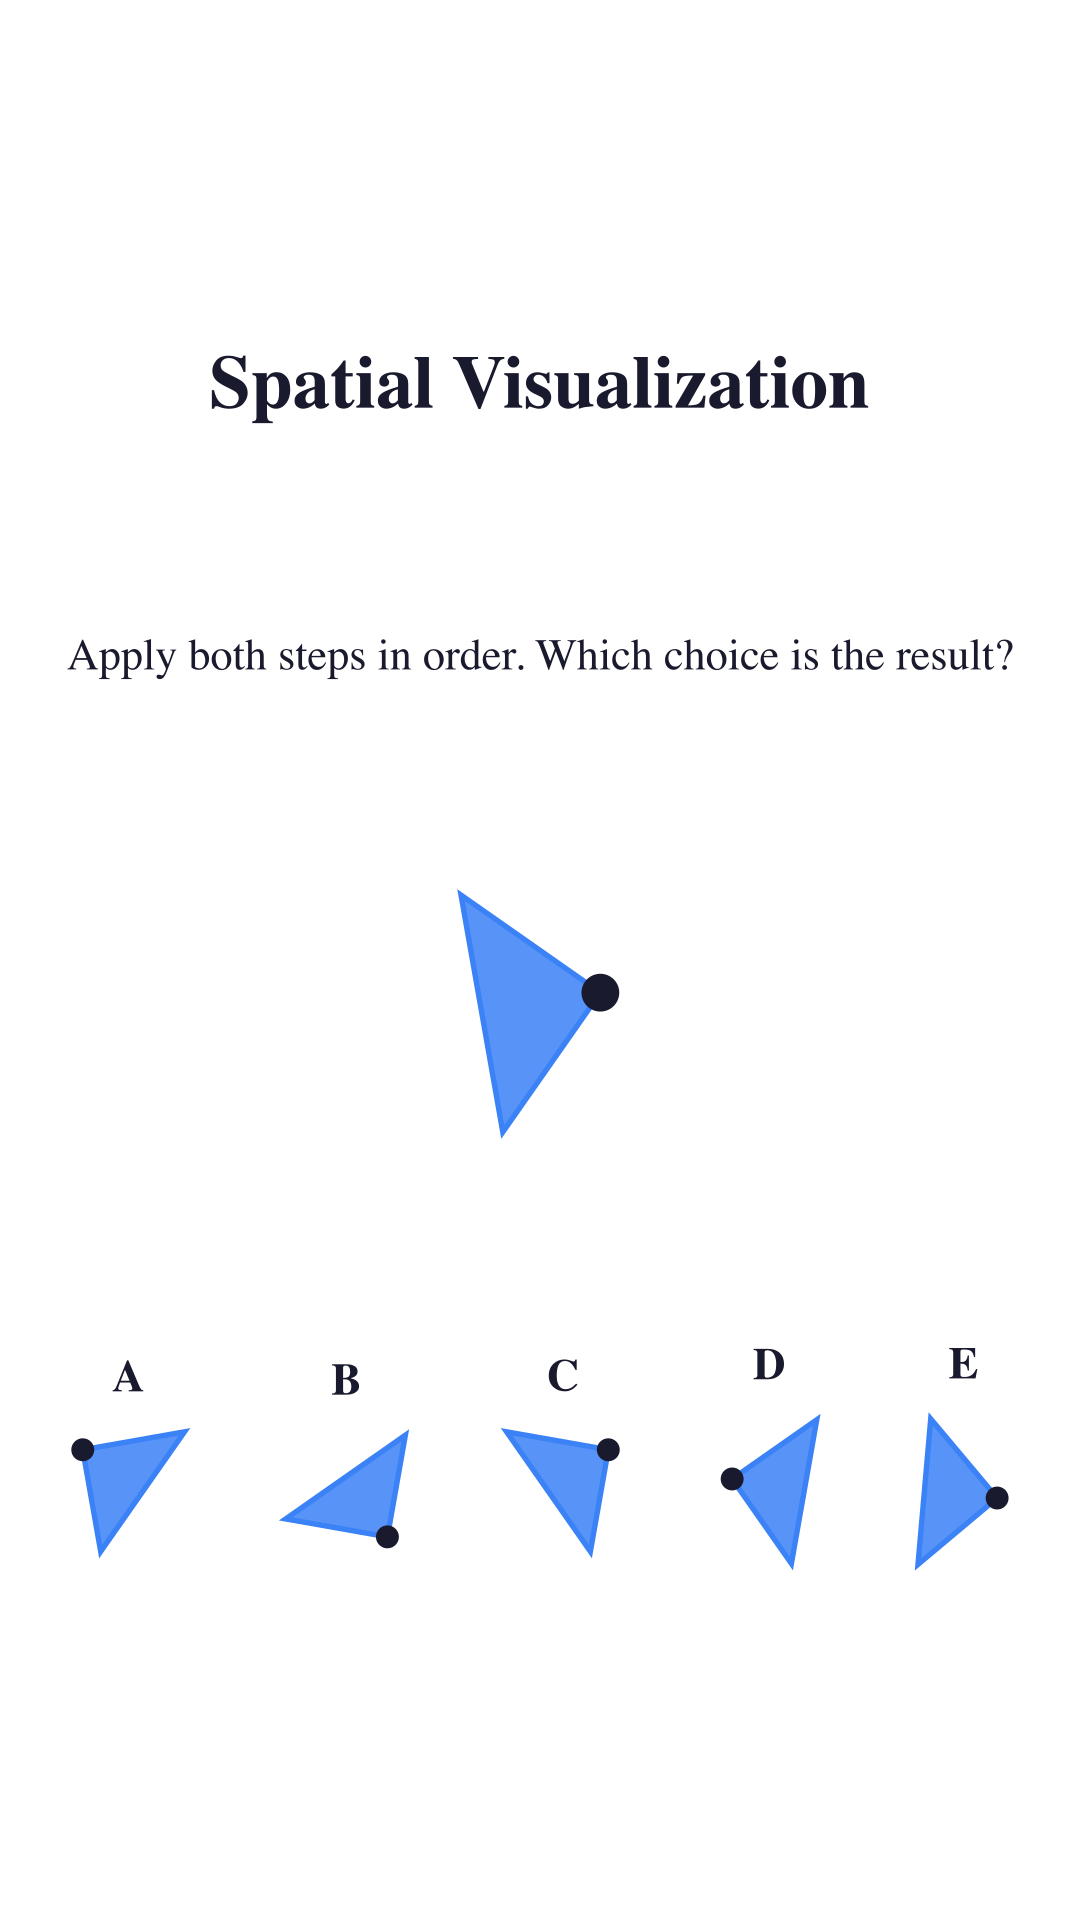 Spatial Visualization
Apply both steps in order. Which choice is the result?
A B C D E